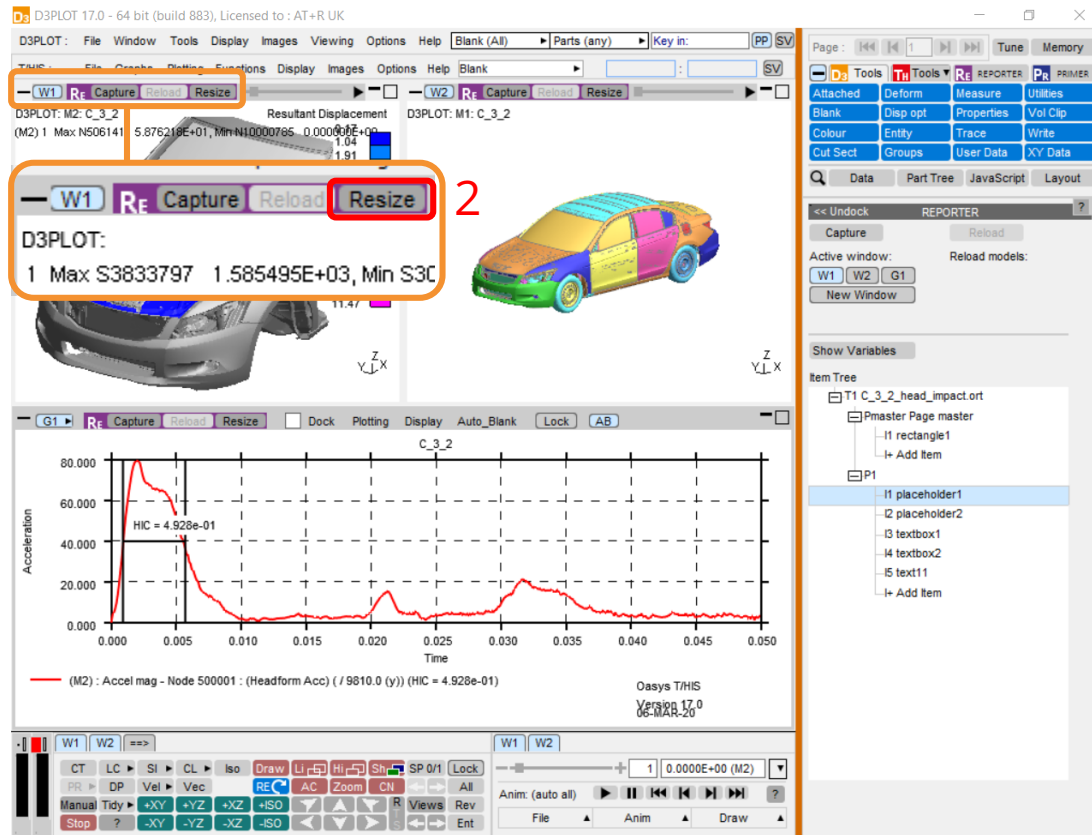 D3 D3PLOT 17.0 - 64 bit (build 883), Licensed to : AT+R UK
D3PLOT : File Window Tools Display Images Viewing Options Help Blank (All) Parts (any) Key in: PP SV
T/HIS : File Graphs Plotting Functions Display Images Options Help Blank : SV
W1 RE Capture Reload Resize
W2 RE Capture Reload Resize
D3PLOT: M2: C_3_2 Resultant Displacement
(M2) 1 Max N506141 5.876218E+01, Min N10000785 0.000000E+00
0.17
1.04
1.91
D3PLOT: M1: C_3_2
W1 RE Capture Reload Resize 2
D3PLOT:
1 Max S3833797 1.585495E+03, Min S30
11.47
Z
Y X
Z
Y X
G1 RE Capture Reload Resize Dock Plotting Display Auto_Blank Lock AB
C_3_2
80.000
60.000
40.000
20.000
0.000
Acceleration
HIC = 4.928e-01
0.000 0.005 0.010 0.015 0.020 0.025 0.030 0.035 0.040 0.045 0.050
Time
(M2) : Accel mag - Node 500001 : (Headform Acc) ( / 9810.0 (y)) (HIC = 4.928e-01)
Oasys T/HIS
Version 17.0
06-MAR-20
W1 W2 ==>
CT LC SI CL Iso Draw Li Hi Sh SP 0/1 Lock
PR DP Vel Vec RE AC Zoom CN All
Manual Tidy +XY +YZ +XZ +ISO R Views Rev
Stop ? -XY -YZ -XZ -ISO T S Ent
W1 W2
1 0.0000E+00 (M2)
Anim: (auto all) ?
File Anim Draw
Page : 1 Tune Memory
D3 Tools TH Tools RE REPORTER PR PRIMER
Attached Deform Measure Utilities
Blank Disp opt Properties Vol Clip
Colour Entity Trace Write
Cut Sect Groups User Data XY Data
Data Part Tree JavaScript Layout
<< Undock REPORTER ?
Capture Reload
Active window: Reload models:
W1 W2 G1
New Window
Show Variables
Item Tree
T1 C_3_2_head_impact.ort
Pmaster Page master
I1 rectangle1
I+ Add Item
P1
I1 placeholder1
I2 placeholder2
I3 textbox1
I4 textbox2
I5 text11
I+ Add Item